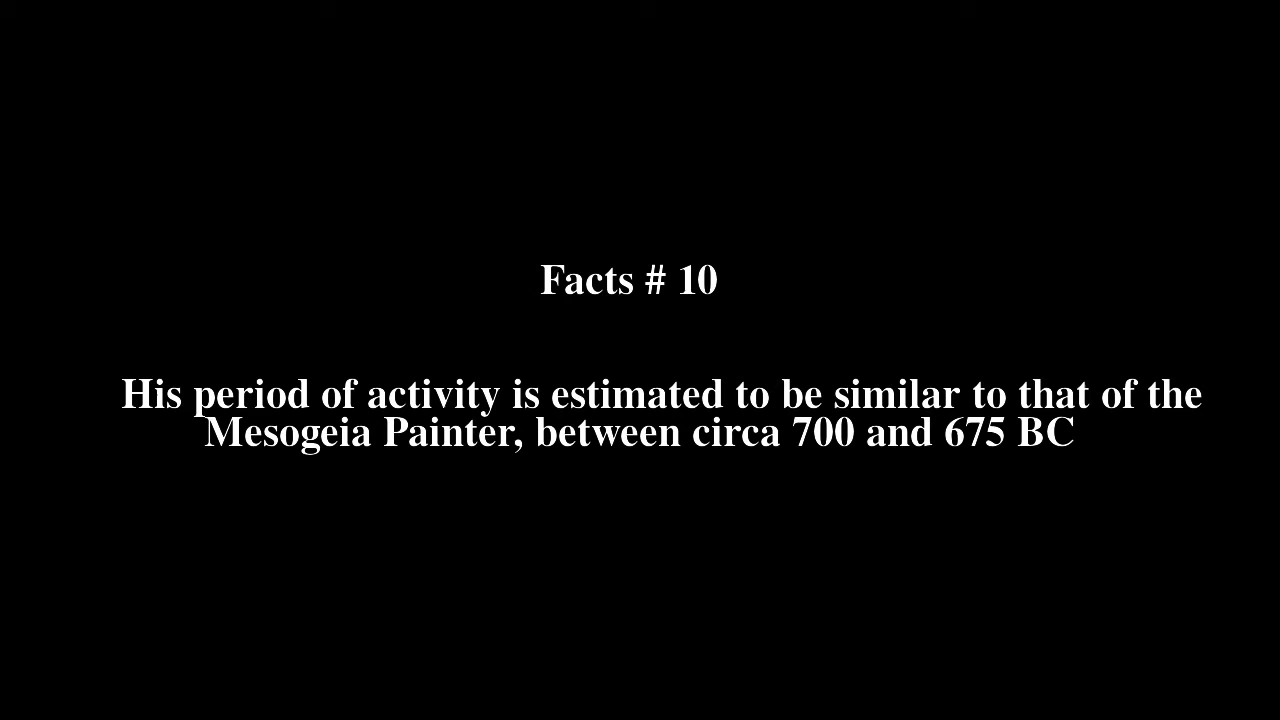 Facts # 10
His period of activity is estimated to be similar to that of the
Mesogeia Painter, between circa 700 and 675 BC